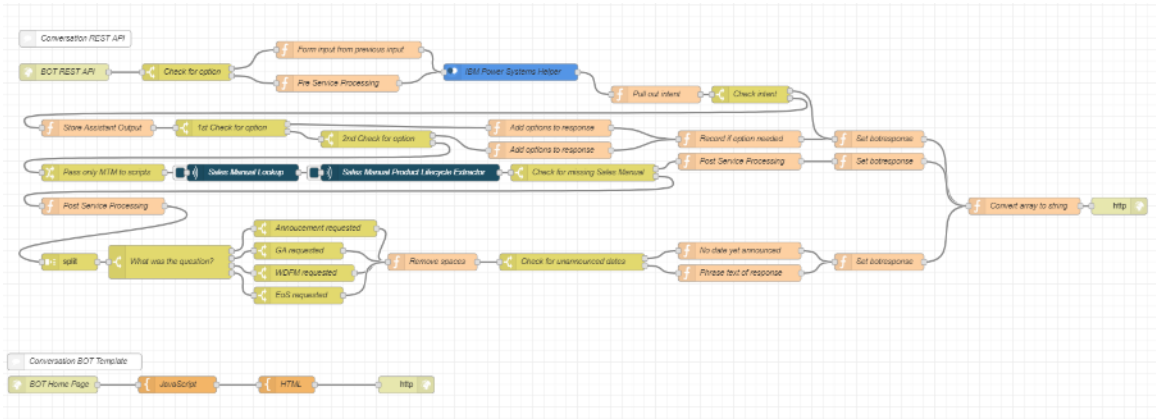 Conversation REST API
Form input from previous input
BOT REST API
Check for option
Pre Service Processing
IBM Power Systems Helper
Pull out intent
Check intent
Store Assistant Output
1st Check for option
2nd Check for option
Add options to response
Add options to response
Record if option needed
Set botresponse
Pass only MTM to scripts
Sales Manual Lookup
Sales Manual Product Lifecycle Extractor
Check for missing Sales Manual
Post Service Processing
Set botresponse
Post Service Processing
Convert array to string
http
split
What was the question?
Annoucement requested
GA requested
WDFM requested
EoS requested
Remove spaces
Check for unannounced dates
No date yet announced
Phrase text of response
Set botresponse
Conversation BOT Template
BOT Home Page
JavaScript
HTML
http